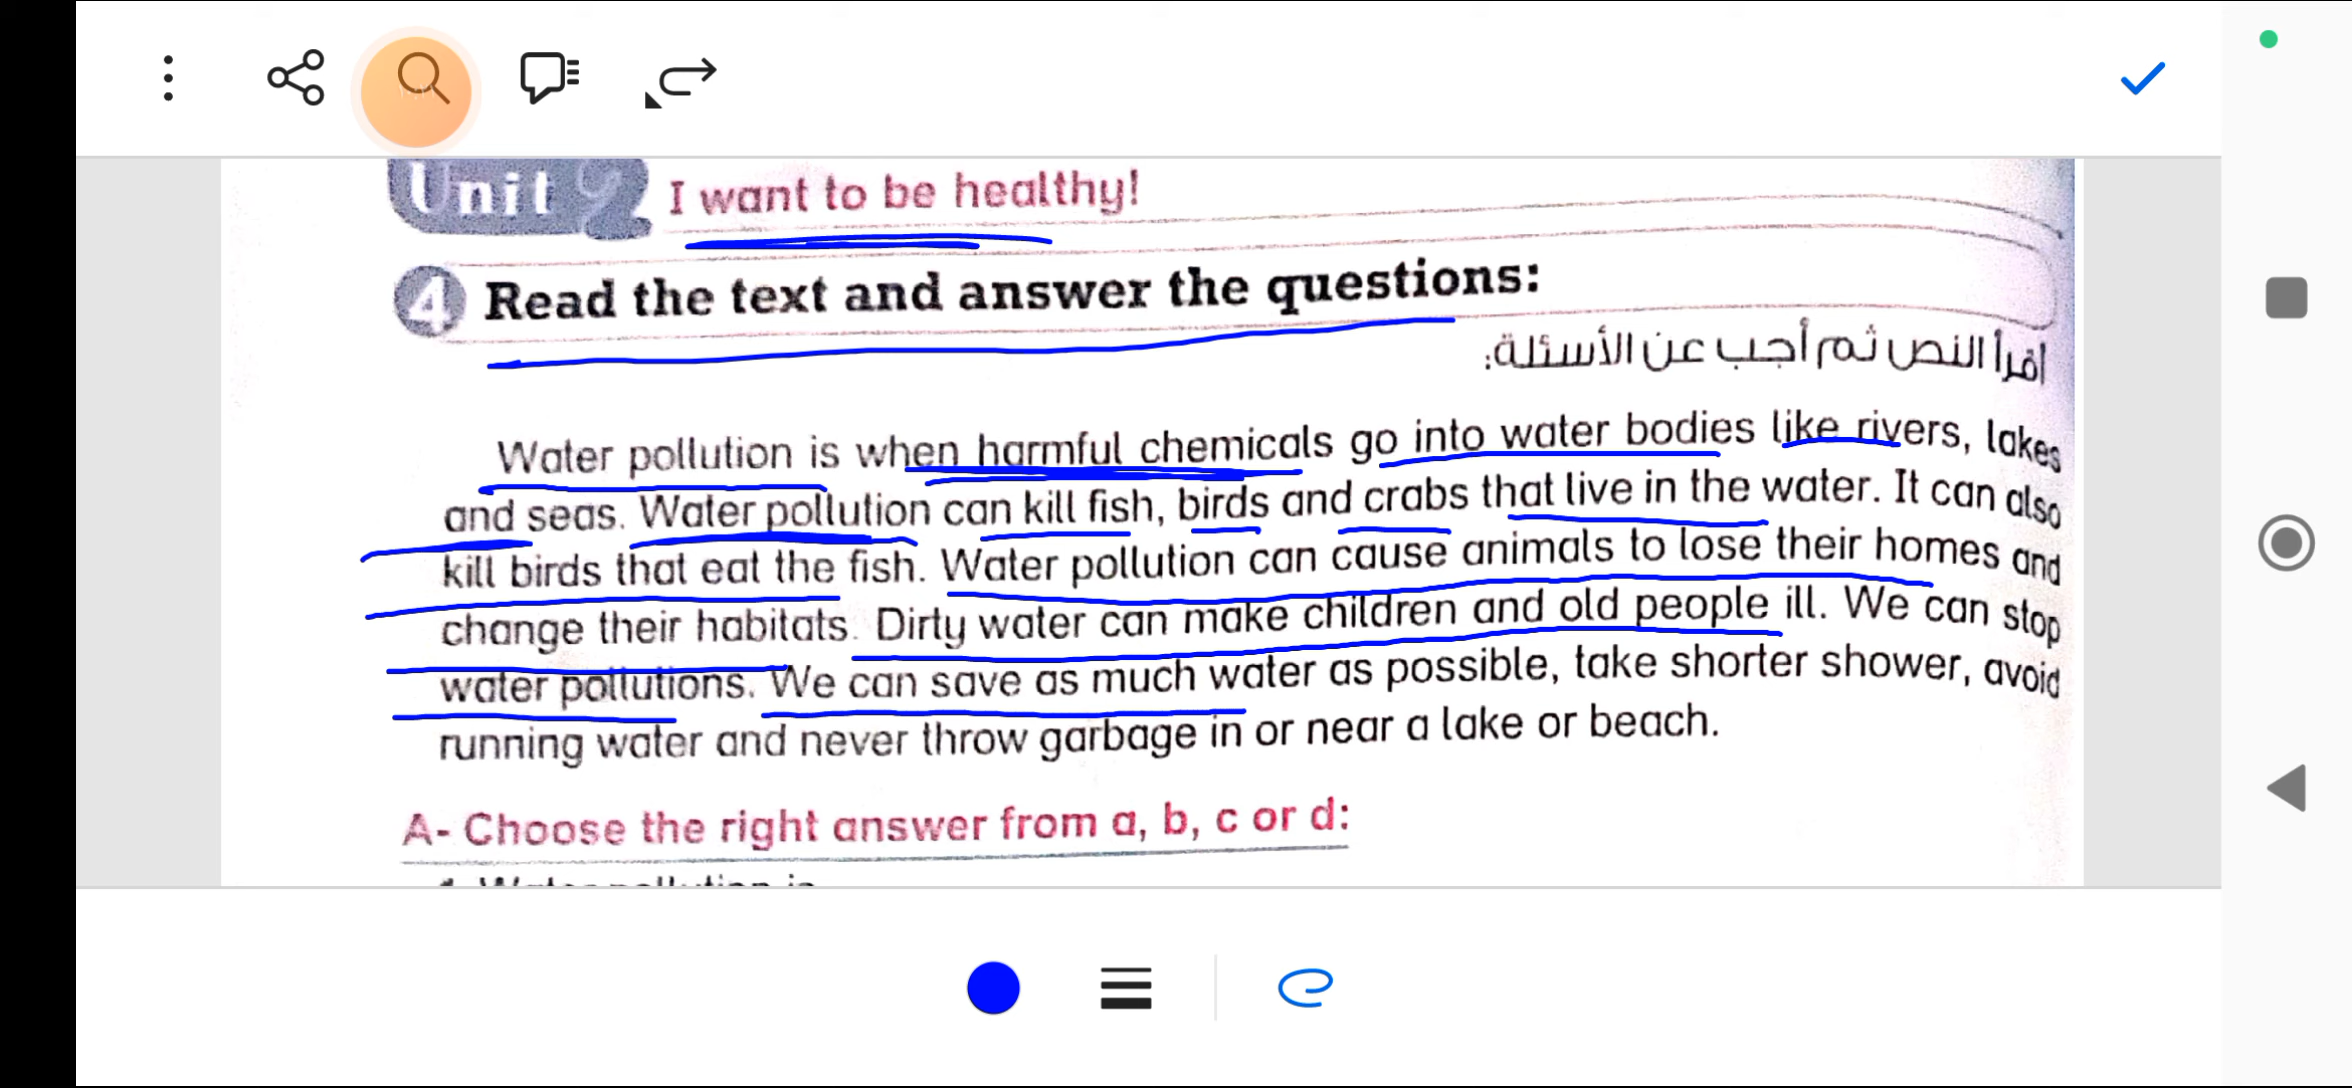 Unit 2 I want to be healthy!
4 Read the text and answer the questions:
اقرأ النص ثم أجب عن الأسئلة:
Water pollution is when harmful chemicals go into water bodies like rivers, lakes
and seas. Water pollution can kill fish, birds and crabs that live in the water. It can also
kill birds that eat the fish. Water pollution can cause animals to lose their homes and
change their habitats. Dirty water can make children and old people ill. We can stop
water pollutions. We can save as much water as possible, take shorter shower, avoid
running water and never throw garbage in or near a lake or beach.
A- Choose the right answer from a, b, c or d:
Water pollution is